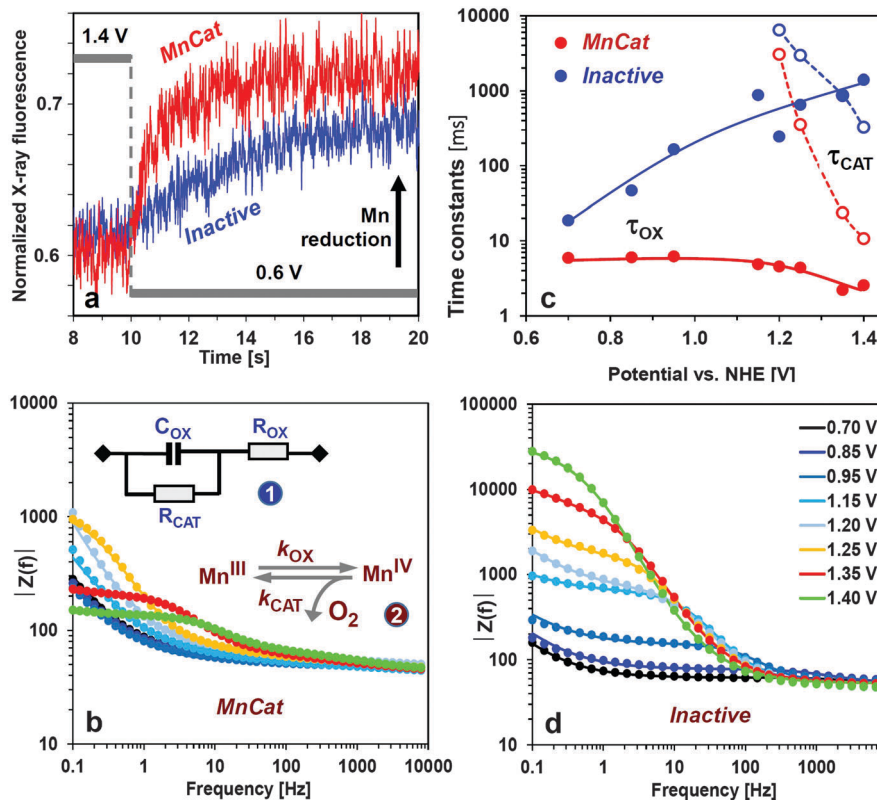 1.4 V
MnCat
Normalized X-ray fluorescence
0.7
0.6
Inactive
Mn
reduction
0.6 V
a
8 10 12 14 16 18 20
Time [s]
10000
1000
100
10
1
Time constants [ms]
MnCat
Inactive
τCAT
τOX
c
0.6 0.8 1.0 1.2 1.4
Potential vs. NHE [V]
10000
1000
100
10
|Z(f)|
COX
ROX
RCAT
1
kOX
MnIII
MnIV
kCAT
O2
2
b
MnCat
0.1 1 10 100 1000 10000
Frequency [Hz]
100000
10000
1000
100
10
|Z(f)|
0.70 V
0.85 V
0.95 V
1.15 V
1.20 V
1.25 V
1.35 V
1.40 V
d
Inactive
0.1 1 10 100 1000
Frequency [Hz]